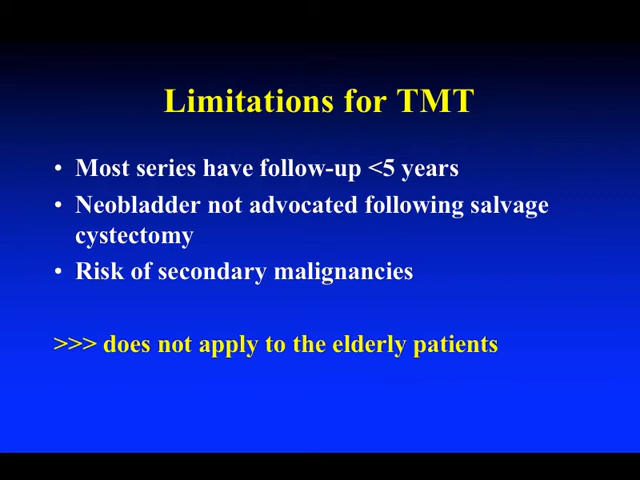 Limitations for TMT
• Most series have follow-up <5 years
• Neobladder not advocated following salvage
cystectomy
• Risk of secondary malignancies
>>> does not apply to the elderly patients